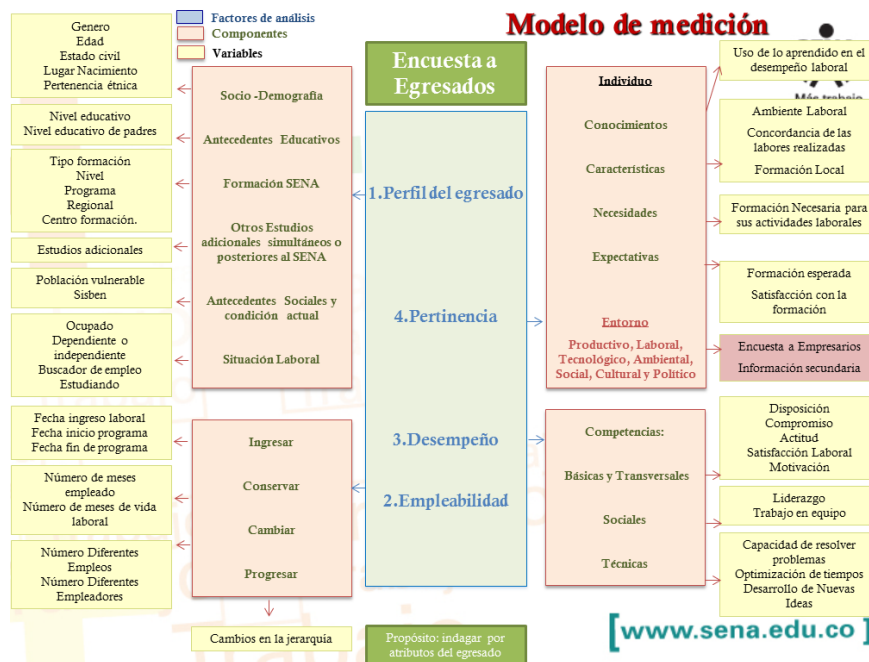 Modelo de medición
Factores de análisis
Componentes
Variables
Encuesta a
Egresados
1.Perfil del egresado
4.Pertinencia
3.Desempeño
2.Empleabilidad
Propósito: indagar por
atributos del egresado
Genero
Edad
Estado civil
Lugar Nacimiento
Pertenencia étnica
Nivel educativo
Nivel educativo de padres
Tipo formación
Nivel
Programa
Regional
Centro formación.
Estudios adicionales
Población vulnerable
Sisben
Ocupado
Dependiente o
independiente
Buscador de empleo
Estudiando
Socio -Demografía
Antecedentes Educativos
Formación SENA
Otros Estudios
adicionales simultáneos o
posteriores al SENA
Antecedentes Sociales y
condición actual
Situación Laboral
Fecha ingreso laboral
Fecha inicio programa
Fecha fin de programa
Número de meses
empleado
Número de meses de vida
laboral
Número Diferentes
Empleos
Número Diferentes
Empleadores
Ingresar
Conservar
Cambiar
Progresar
Cambios en la jerarquía
Individuo
Conocimientos
Características
Necesidades
Expectativas
Entorno
Productivo, Laboral,
Tecnológico, Ambiental,
Social, Cultural y Político
Uso de lo aprendido en el
desempeño laboral
Más trabajo
Ambiente Laboral
Concordancia de las
labores realizadas
Formación Local
Formación Necesaria para
sus actividades laborales
Formación esperada
Satisfacción con la
formación
Encuesta a Empresarios
Información secundaria
Competencias:
Básicas y Transversales
Sociales
Técnicas
Disposición
Compromiso
Actitud
Satisfacción Laboral
Motivación
Liderazgo
Trabajo en equipo
Capacidad de resolver
problemas
Optimización de tiempos
Desarrollo de Nuevas
Ideas
[www.sena.edu.co]